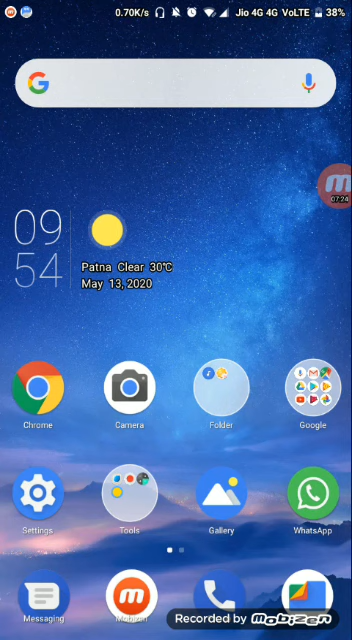 0.70K/s Jio 4G 4G VoLTE 38%
07:24
09
54
Patna Clear 30℃
May 13, 2020
Chrome
Camera
Folder
Google
Settings
Tools
Gallery
WhatsApp
Messaging
Mobizen
Recorded by Mobizen